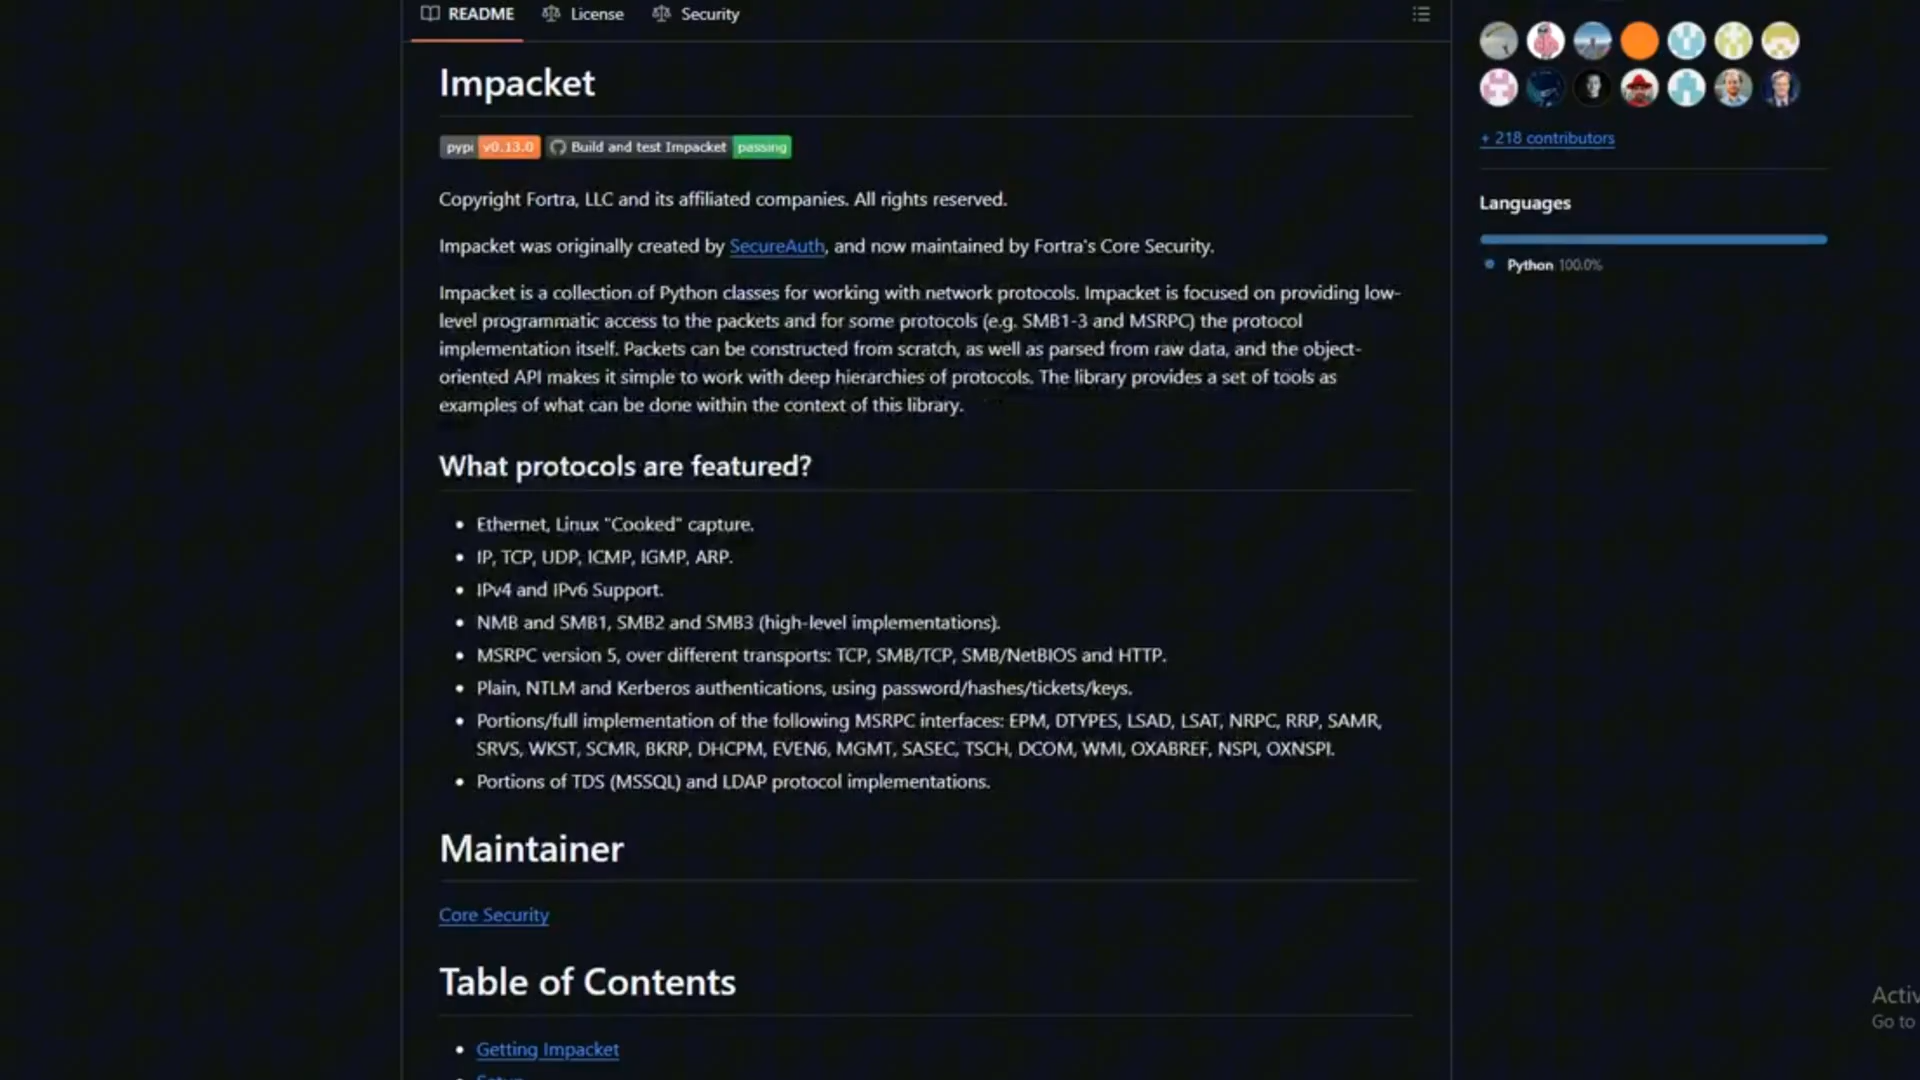 README License Security
Impacket
pypi v0.13.0 Build and test Impacket passing
Copyright Fortra, LLC and its affiliated companies. All rights reserved.
Impacket was originally created by SecureAuth, and now maintained by Fortra's Core Security.
Impacket is a collection of Python classes for working with network protocols. Impacket is focused on providing low-
level programmatic access to the packets and for some protocols (e.g. SMB1-3 and MSRPC) the protocol
implementation itself. Packets can be constructed from scratch, as well as parsed from raw data, and the object-
oriented API makes it simple to work with deep hierarchies of protocols. The library provides a set of tools as
examples of what can be done within the context of this library.
What protocols are featured?
• Ethernet, Linux "Cooked" capture.
• IP, TCP, UDP, ICMP, IGMP, ARP.
• IPv4 and IPv6 Support.
• NMB and SMB1, SMB2 and SMB3 (high-level implementations).
• MSRPC version 5, over different transports: TCP, SMB/TCP, SMB/NetBIOS and HTTP.
• Plain, NTLM and Kerberos authentications, using password/hashes/tickets/keys.
• Portions/full implementation of the following MSRPC interfaces: EPM, DTYPES, LSAD, LSAT, NRPC, RRP, SAMR,
SRVS, WKST, SCMR, BKRP, DHCPM, EVEN6, MGMT, SASEC, TSCH, DCOM, WMI, OXABREF, NSPI, OXNSPI.
• Portions of TDS (MSSQL) and LDAP protocol implementations.
Maintainer
Core Security
Table of Contents
• Getting Impacket
+ 218 contributors
Languages
Python 100.0%
Activ
Go to